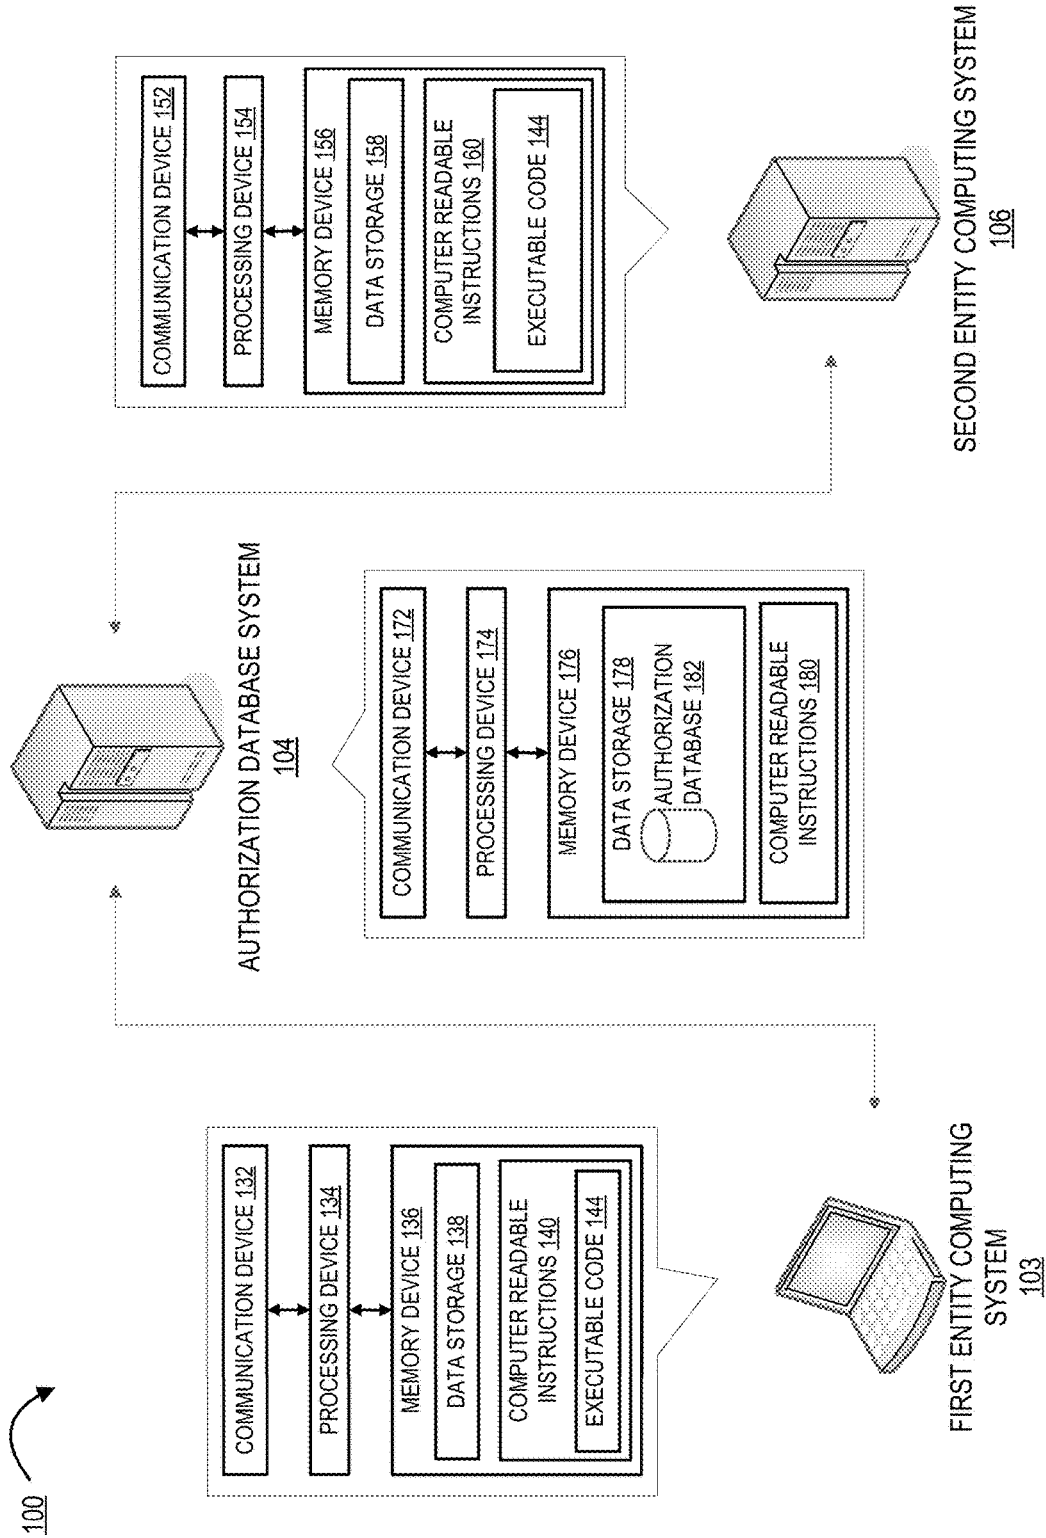 100
COMMUNICATION DEVICE 132
PROCESSING DEVICE 134
MEMORY DEVICE 136
DATA STORAGE 138
COMPUTER READABLE
INSTRUCTIONS 140
EXECUTABLE CODE 144
FIRST ENTITY COMPUTING
SYSTEM
103
AUTHORIZATION DATABASE SYSTEM
104
COMMUNICATION DEVICE 172
PROCESSING DEVICE 174
MEMORY DEVICE 176
DATA STORAGE 178
AUTHORIZATION
DATABASE 182
COMPUTER READABLE
INSTRUCTIONS 180
COMMUNICATION DEVICE 152
PROCESSING DEVICE 154
MEMORY DEVICE 156
DATA STORAGE 158
COMPUTER READABLE
INSTRUCTIONS 160
EXECUTABLE CODE 144
SECOND ENTITY COMPUTING SYSTEM
106